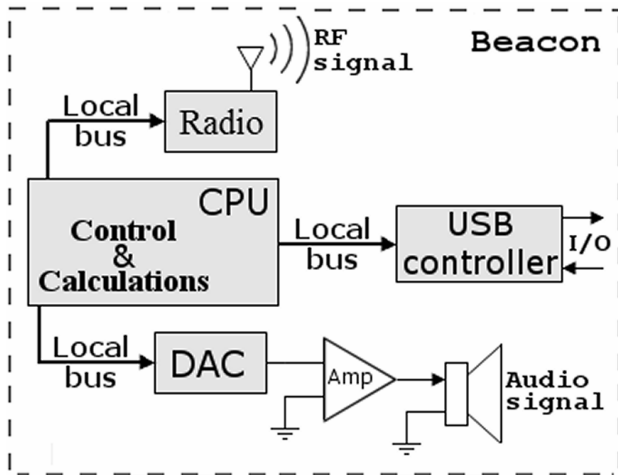 RF
signal
Beacon
Local
bus
Radio
CPU
Control
&
Calculations
Local
bus
USB
controller
I/O
Local
bus
DAC
Amp
Audio
signal